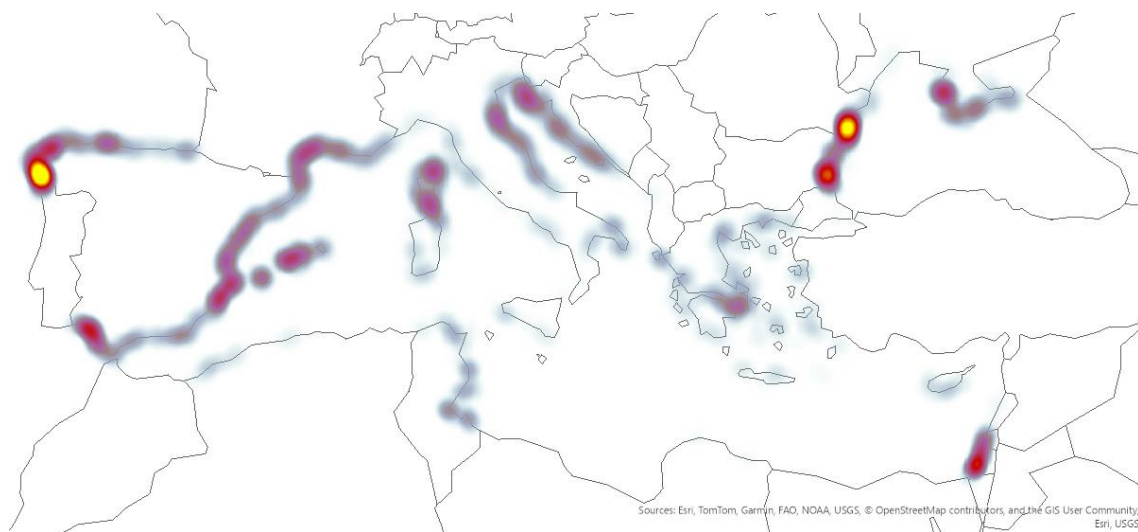 Sources: Esri, TomTom, Garmin, FAO, NOAA, USGS, © OpenStreetMap contributors, and the GIS User Community,
Esri, USGS